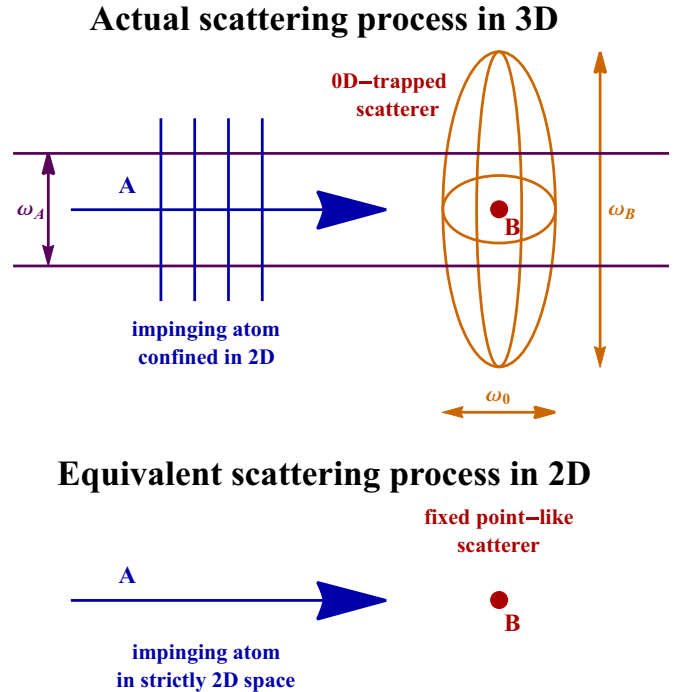 Actual scattering process in 3D
0D−trapped
scatterer
A
ω_A
B
ω_B
impinging atom
confined in 2D
ω_0
Equivalent scattering process in 2D
fixed point−like
scatterer
A
B
impinging atom
in strictly 2D space